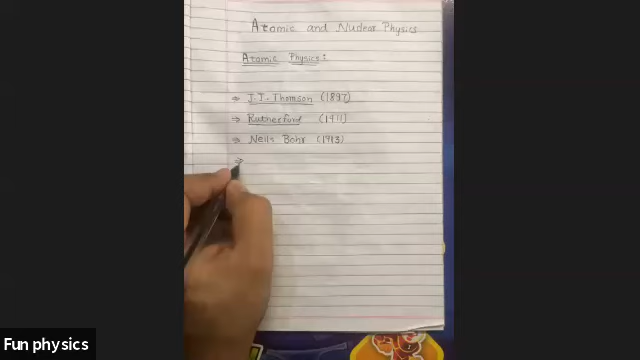 Atomic and Nuclear Physics
Atomic Physics:
⇒ J.J-Thomson (1897)
⇒ Rutherford (1911)
⇒ Neils Bohr (1913)
⇒
Fun physics